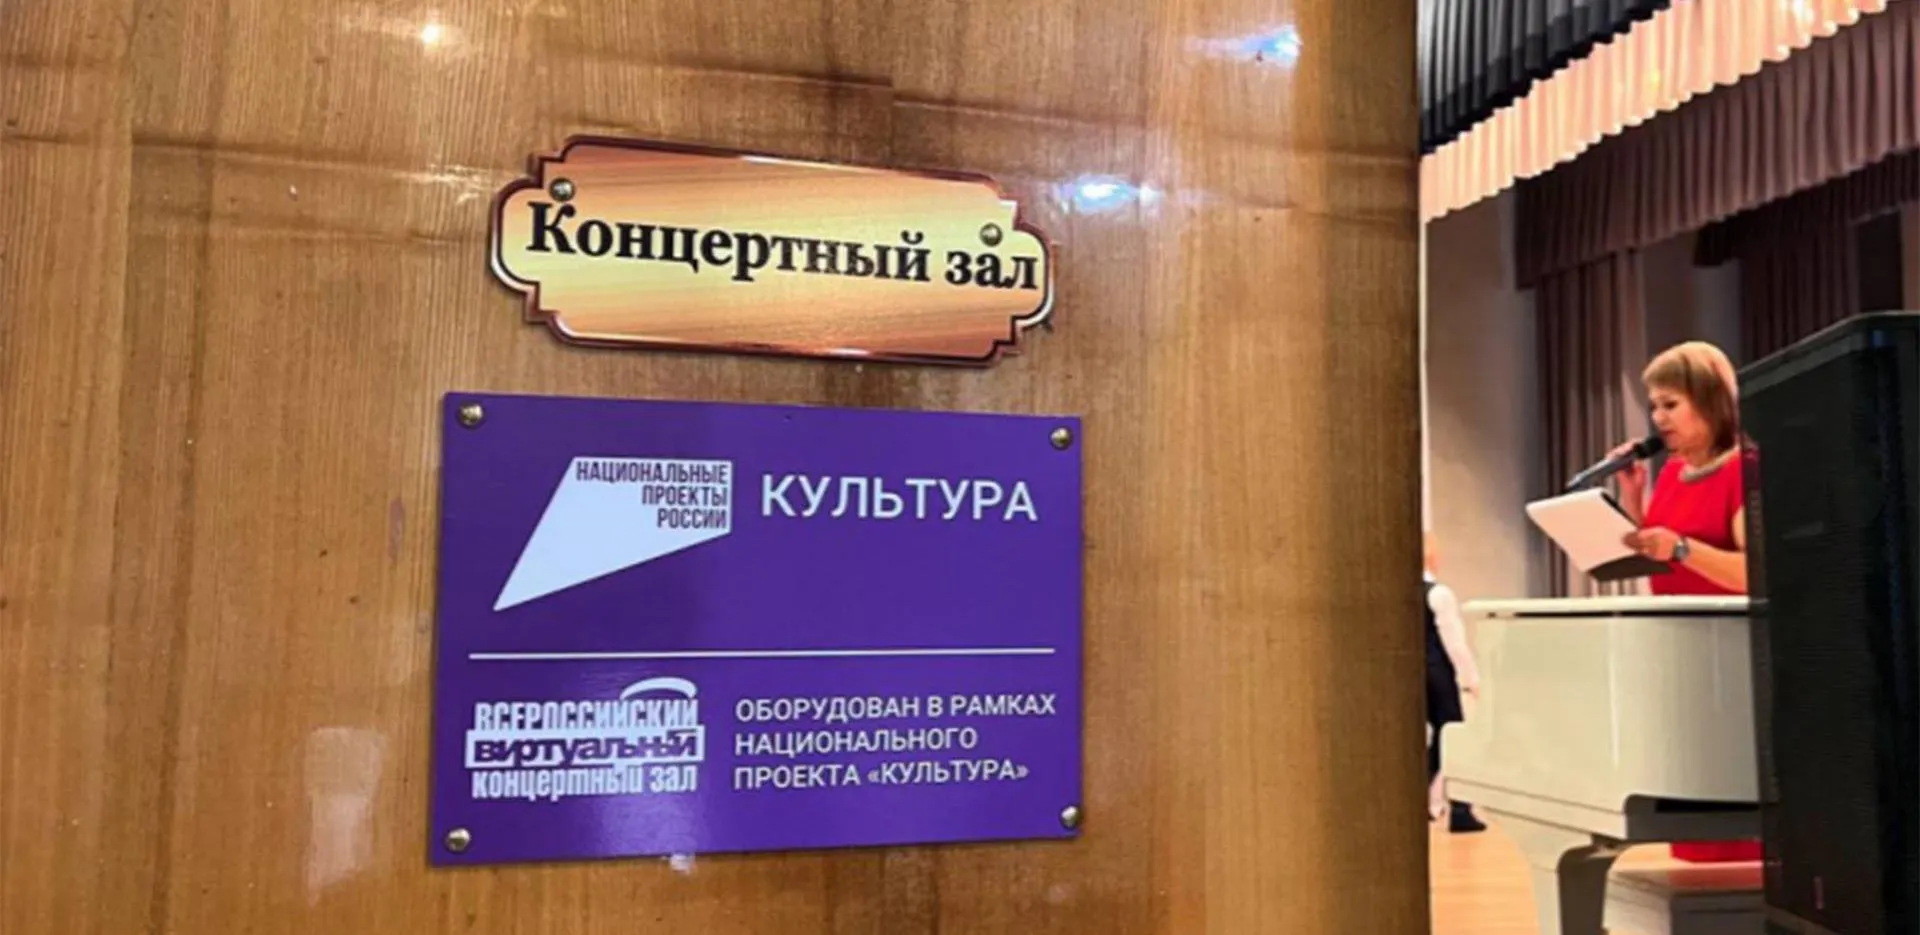 Концертный зал
НАЦИОНАЛЬНЫЕ
ПРОЕКТЫ
РОССИИ
КУЛЬТУРА
ВСЕРОССИЙСКИЙ
виртуальный
концертный зал
ОБОРУДОВАН В РАМКАХ
НАЦИОНАЛЬНОГО
ПРОЕКТА «КУЛЬТУРА»